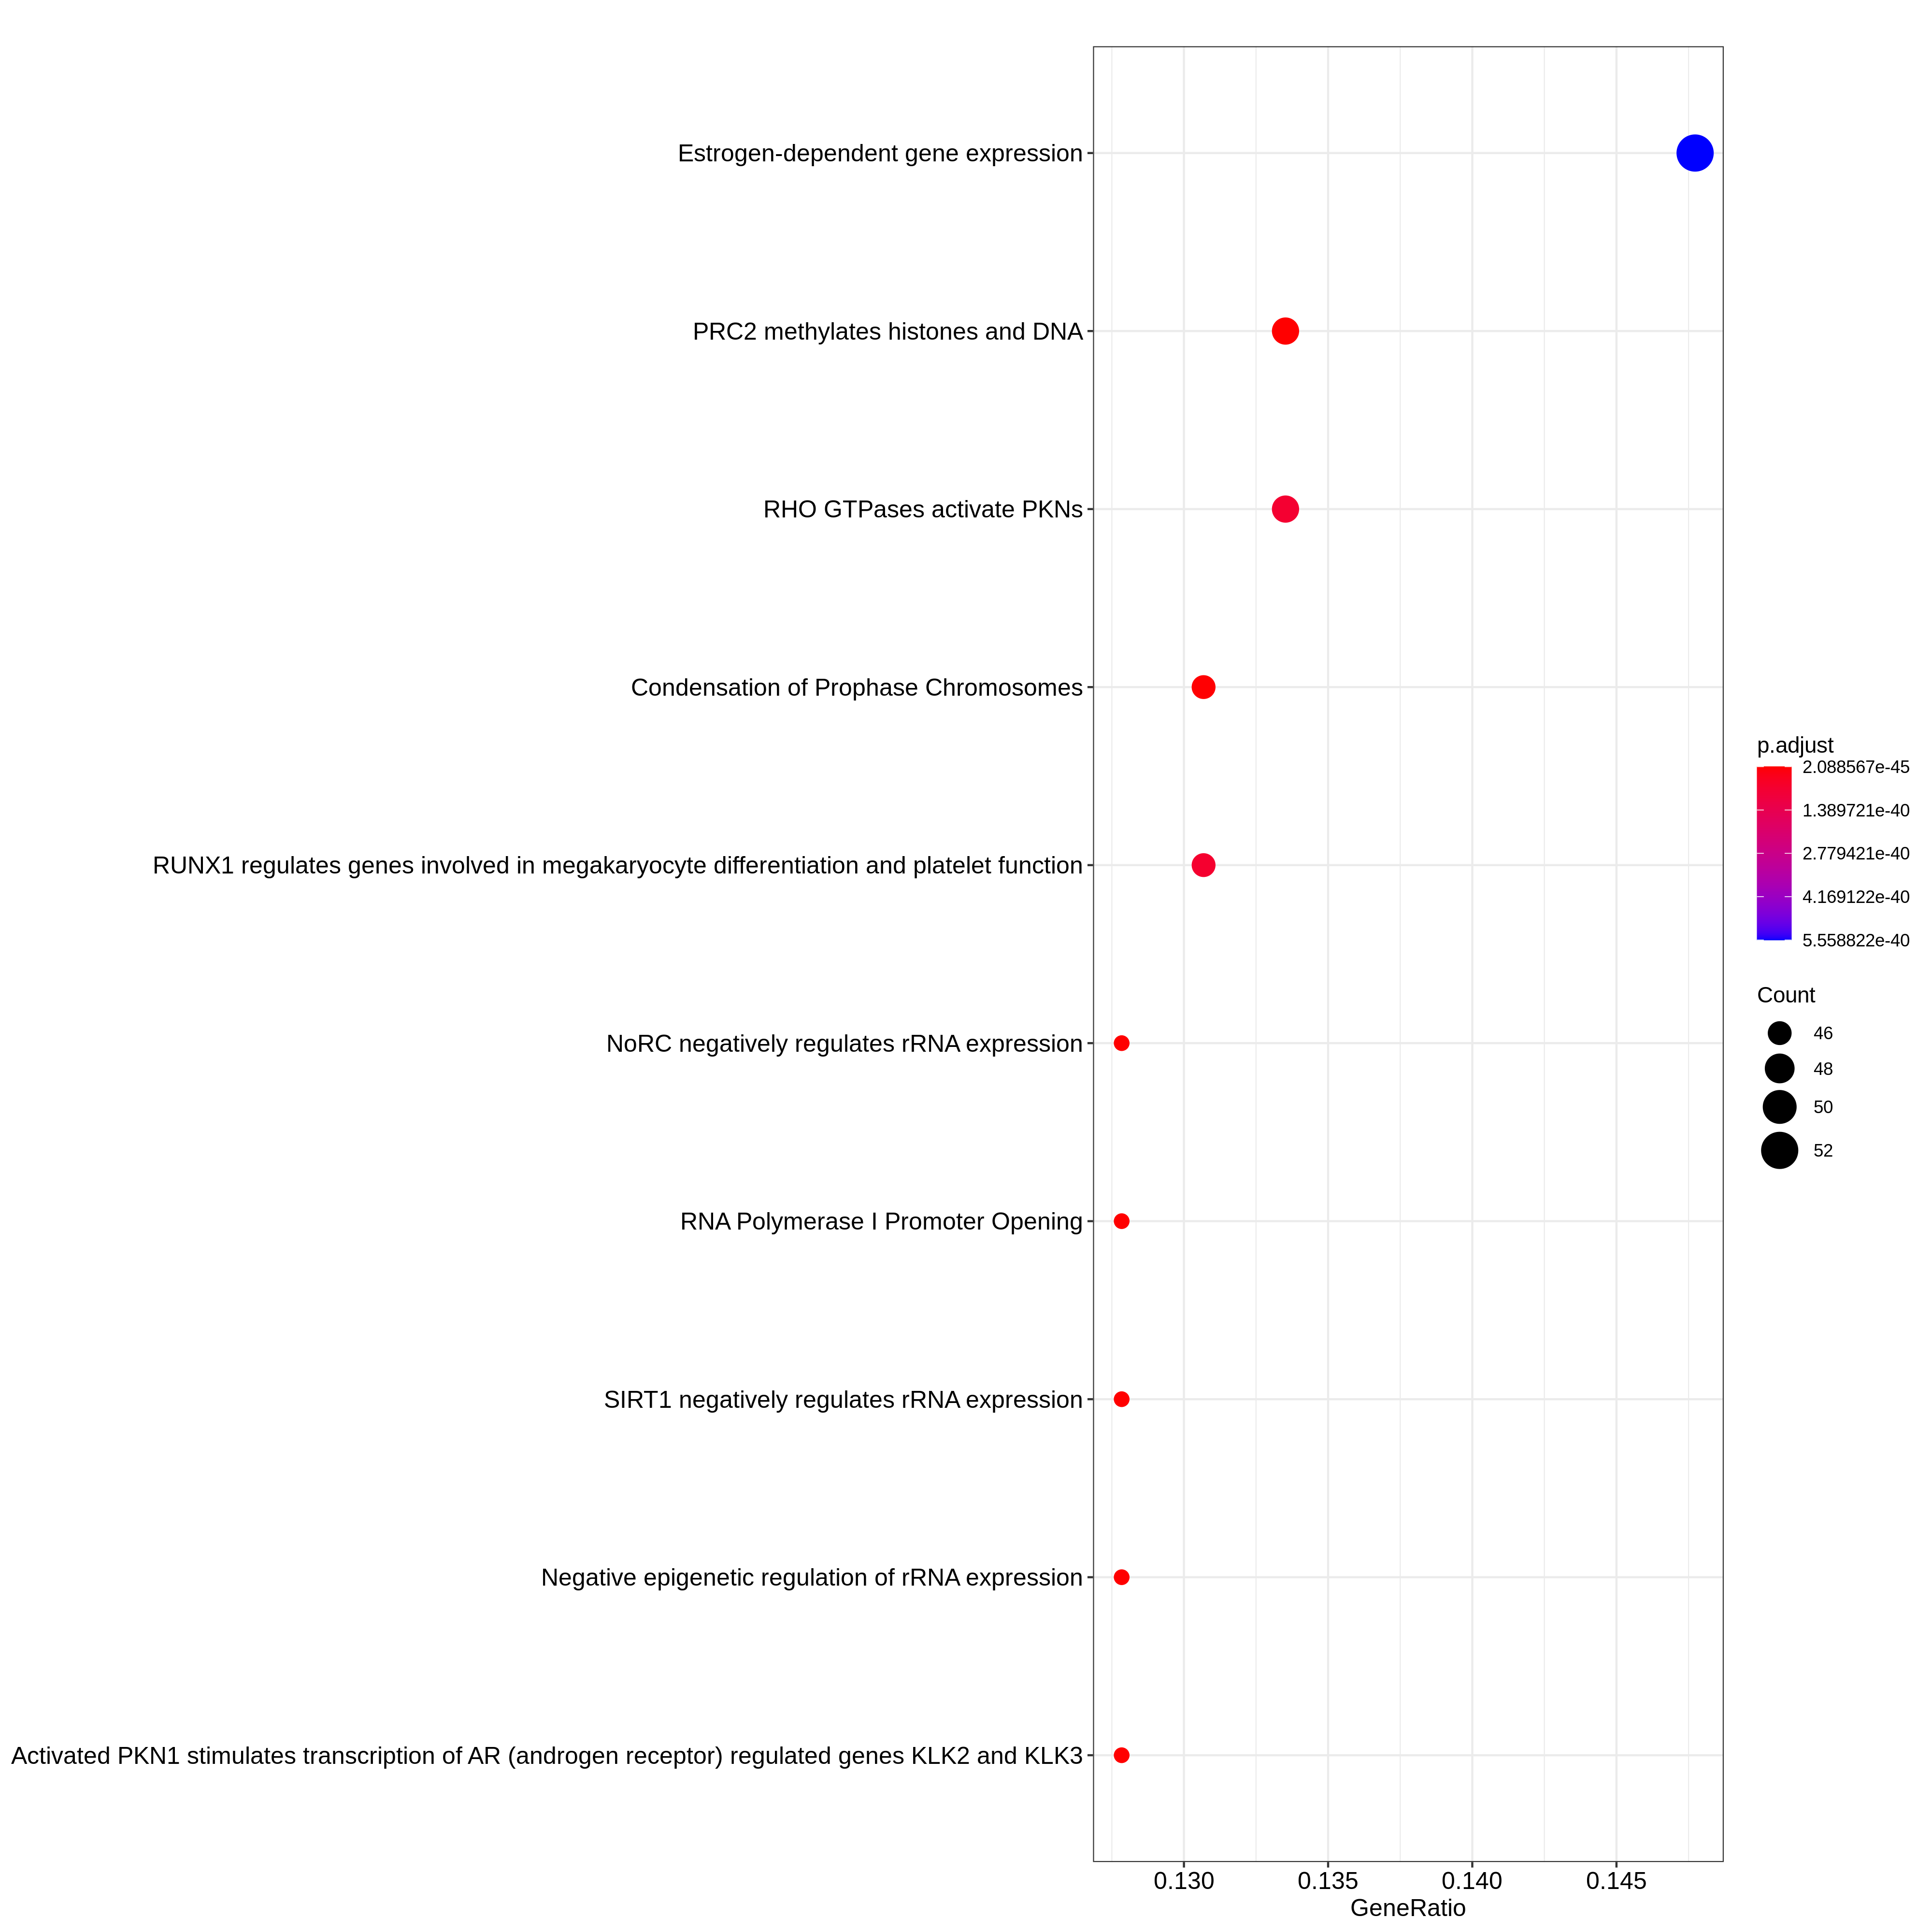 Estrogen-dependent gene expression
PRC2 methylates histones and DNA
RHO GTPases activate PKNs
Condensation of Prophase Chromosomes
RUNX1 regulates genes involved in megakaryocyte differentiation and platelet function
NoRC negatively regulates rRNA expression
RNA Polymerase I Promoter Opening
SIRT1 negatively regulates rRNA expression
Negative epigenetic regulation of rRNA expression
Activated PKN1 stimulates transcription of AR (androgen receptor) regulated genes KLK2 and KLK3
0.130 0.135 0.140 0.145
GeneRatio
p.adjust
2.088567e-45
1.389721e-40
2.779421e-40
4.169122e-40
5.558822e-40
Count
46
48
50
52